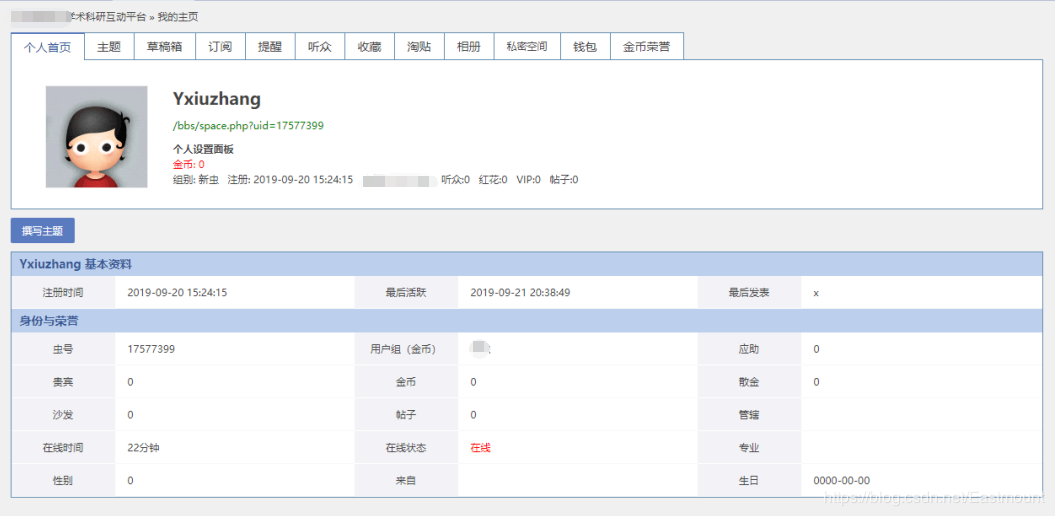 学术科研互动平台 » 我的主页
个人首页 主题 草稿箱 订阅 提醒 听众 收藏 淘贴 相册 私密空间 钱包 金币荣誉
Yxiuzhang
/bbs/space.php?uid=17577399
个人设置面板
金币: 0
组别: 新虫 注册: 2019-09-20 15:24:15 听众:0 红花:0 VIP:0 帖子:0
撰写主题
Yxiuzhang 基本资料
注册时间 2019-09-20 15:24:15 最后活跃 2019-09-21 20:38:49 最后发表 x
身份与荣誉
虫号 17577399 用户组（金币） 应助 0
贵宾 0 金币 0 散金 0
沙发 0 帖子 0 管辖
在线时间 22分钟 在线状态 在线 专业
性别 0 来自 生日 0000-00-00
https://blog.csdn.net/Eastmount